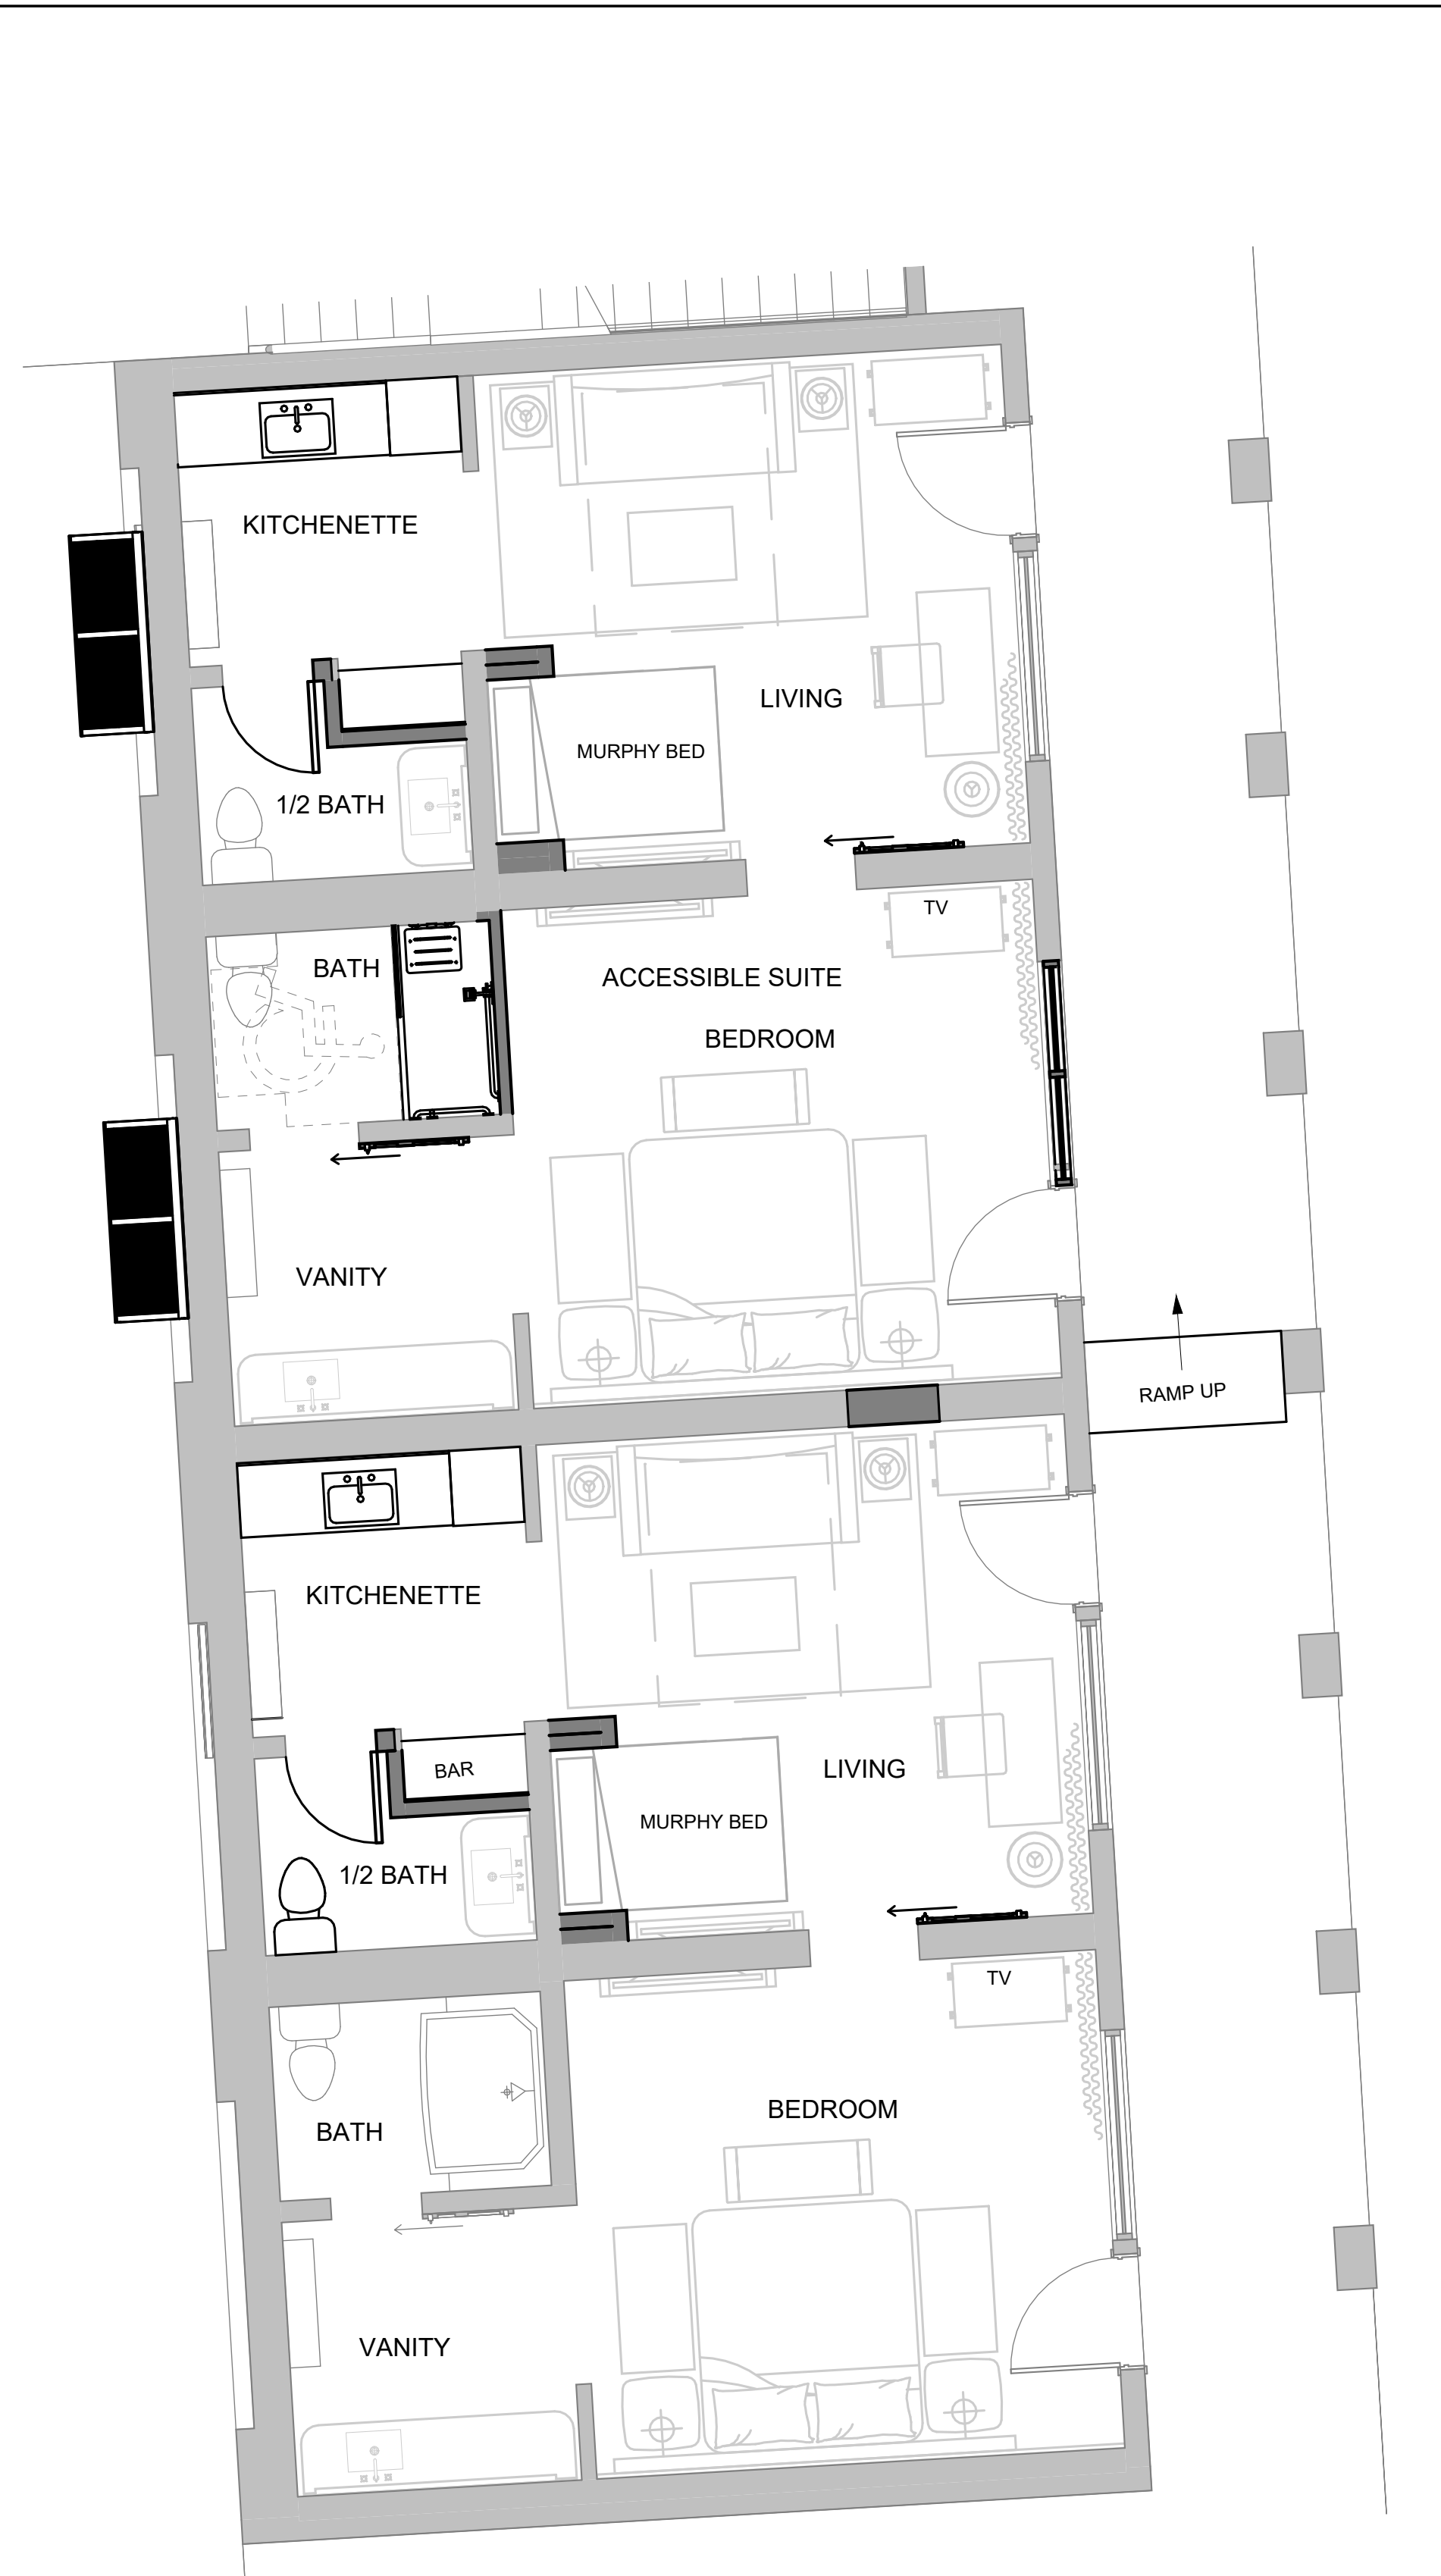 KITCHENETTE
LIVING
MURPHY BED
1/2 BATH
TV
BATH
ACCESSIBLE SUITE
BEDROOM
VANITY
RAMP UP
KITCHENETTE
BAR
LIVING
MURPHY BED
1/2 BATH
TV
BEDROOM
BATH
VANITY